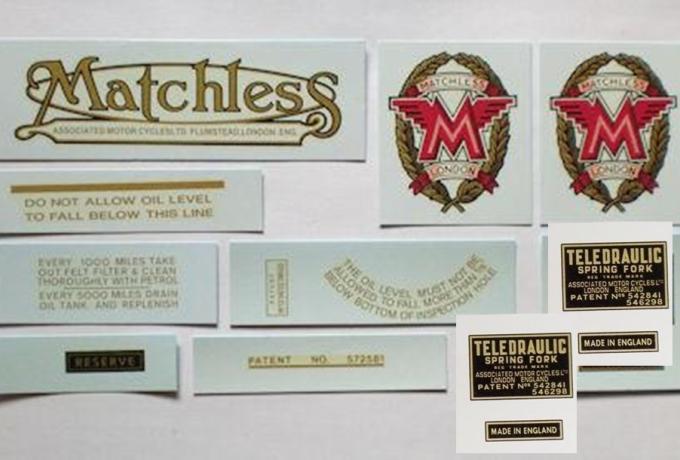 Matchless
ASSOCIATED MOTOR CYCLES LTD. PLUMSTEAD, LONDON. ENG.
MATCHLESS
M
LONDON
MATCHLESS
M
LONDON
DO NOT ALLOW OIL LEVEL
TO FALL BELOW THIS LINE
EVERY 1000 MILES TAKE
OUT FELT FILTER & CLEAN
THOROUGHLY WITH PETROL
EVERY 5000 MILES DRAIN
OIL TANK AND REPLENISH
PATENT
THE OIL LEVEL MUST NOT BE
ALLOWED TO FALL MORE THAN
BELOW BOTTOM OF INSPECTION HOLE
TELEDRAULIC
SPRING FORK
REG. TRADE MARK
ASSOCIATED MOTOR CYCLES LTD
LONDON ENGLAND
PATENT Nos 542841
546298
MADE IN ENGLAND
RESERVE
PATENT NO. 572581
TELEDRAULIC
SPRING FORK
REG. TRADE MARK
ASSOCIATED MOTOR CYCLES LTD
LONDON ENGLAND
PATENT Nos 542841
546298
MADE IN ENGLAND